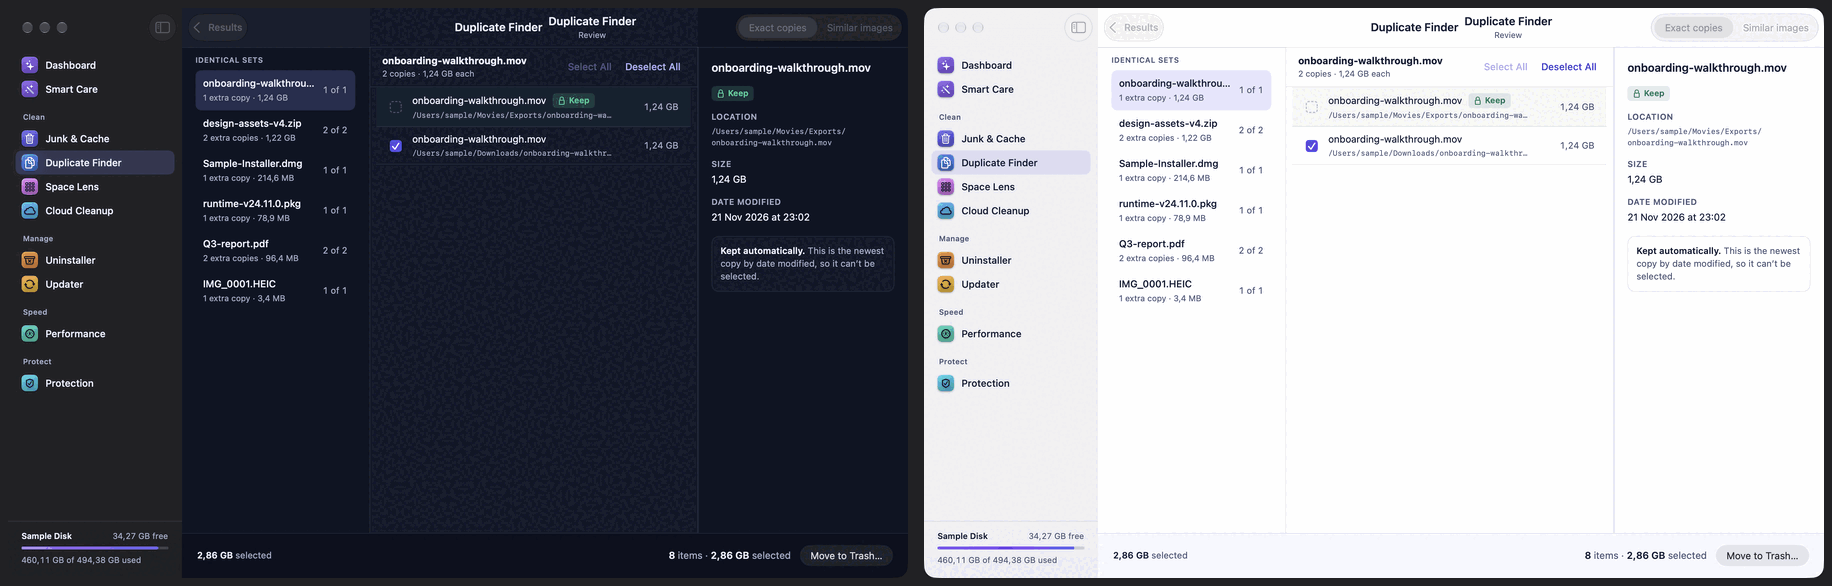 Dashboard
Smart Care
Clean
Junk & Cache
Duplicate Finder
Space Lens
Cloud Cleanup
Manage
Uninstaller
Updater
Speed
Performance
Protect
Protection
Sample Disk 34,27 GB free
460,11 GB of 494,38 GB used
Results
Duplicate Finder
Duplicate Finder
Review
Exact copies Similar images
IDENTICAL SETS
onboarding-walkthrou... 1 of 1
1 extra copy · 1,24 GB
design-assets-v4.zip 2 of 2
2 extra copies · 1,22 GB
Sample-Installer.dmg 1 of 1
1 extra copy · 214,6 MB
runtime-v24.11.0.pkg 1 of 1
1 extra copy · 78,9 MB
Q3-report.pdf 2 of 2
2 extra copies · 96,4 MB
IMG_0001.HEIC 1 of 1
1 extra copy · 3,4 MB
onboarding-walkthrough.mov
2 copies · 1,24 GB each
Select All Deselect All
onboarding-walkthrough.mov Keep 1,24 GB
/Users/sample/Movies/Exports/onboarding-wa…
onboarding-walkthrough.mov 1,24 GB
/Users/sample/Downloads/onboarding-walkthr…
onboarding-walkthrough.mov
Keep
LOCATION
/Users/sample/Movies/Exports/
onboarding-walkthrough.mov
SIZE
1,24 GB
DATE MODIFIED
21 Nov 2026 at 23:02
Kept automatically. This is the newest
copy by date modified, so it can't be
selected.
2,86 GB selected
8 items · 2,86 GB selected Move to Trash...
Dashboard
Smart Care
Clean
Junk & Cache
Duplicate Finder
Space Lens
Cloud Cleanup
Manage
Uninstaller
Updater
Speed
Performance
Protect
Protection
Sample Disk 34,27 GB free
460,11 GB of 494,38 GB used
Results
Duplicate Finder
Duplicate Finder
Review
Exact copies Similar images
IDENTICAL SETS
onboarding-walkthrou... 1 of 1
1 extra copy · 1,24 GB
design-assets-v4.zip 2 of 2
2 extra copies · 1,22 GB
Sample-Installer.dmg 1 of 1
1 extra copy · 214,6 MB
runtime-v24.11.0.pkg 1 of 1
1 extra copy · 78,9 MB
Q3-report.pdf 2 of 2
2 extra copies · 96,4 MB
IMG_0001.HEIC 1 of 1
1 extra copy · 3,4 MB
onboarding-walkthrough.mov
2 copies · 1,24 GB each
Select All Deselect All
onboarding-walkthrough.mov Keep 1,24 GB
/Users/sample/Movies/Exports/onboarding-wa…
onboarding-walkthrough.mov 1,24 GB
/Users/sample/Downloads/onboarding-walkthr…
onboarding-walkthrough.mov
Keep
LOCATION
/Users/sample/Movies/Exports/
onboarding-walkthrough.mov
SIZE
1,24 GB
DATE MODIFIED
21 Nov 2026 at 23:02
Kept automatically. This is the newest
copy by date modified, so it can't be
selected.
2,86 GB selected
8 items · 2,86 GB selected Move to Trash...